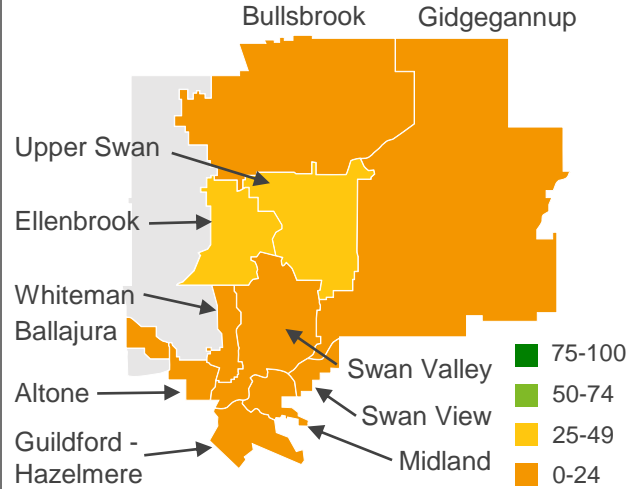 Bullsbrook
Gidgegannup
Upper Swan
Ellenbrook
Whiteman
Ballajura
Altone
Guildford -
Hazelmere
Swan Valley
Swan View
Midland
75-100
50-74
25-49
0-24